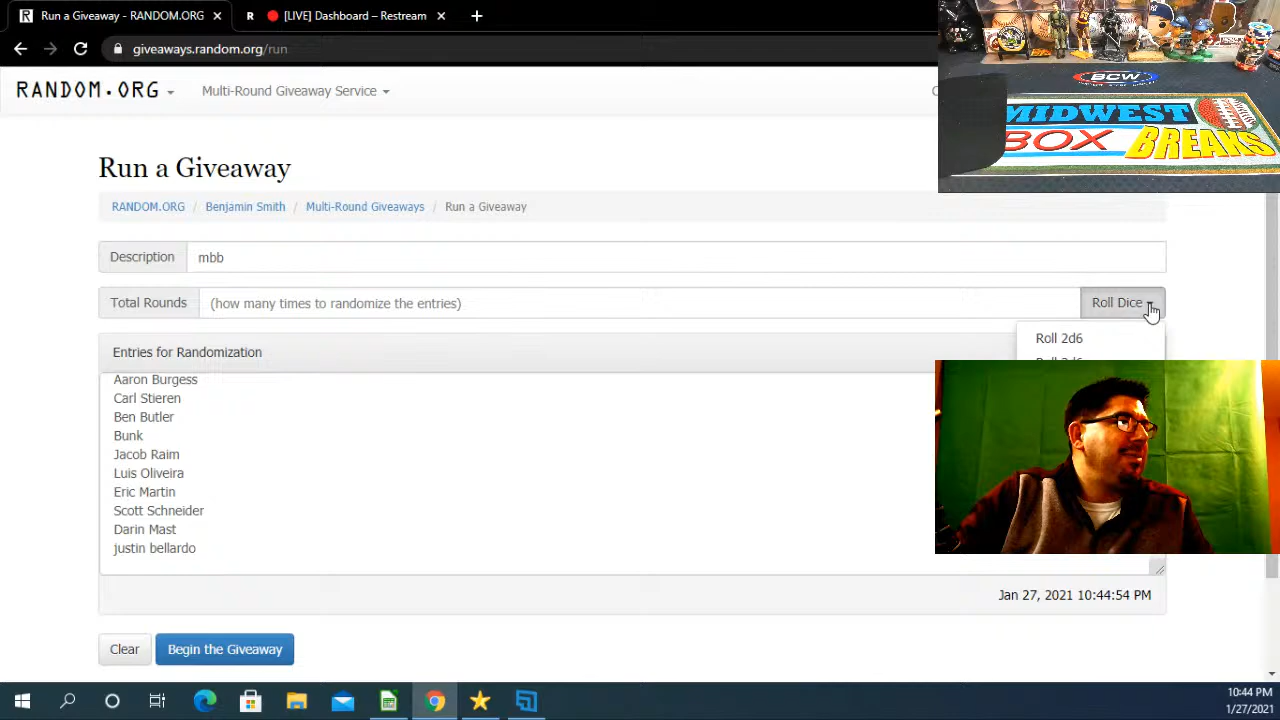 Run a Giveaway - RANDOM.ORG
[LIVE] Dashboard – Restream
giveaways.random.org/run
RANDOM.ORG
Multi-Round Giveaway Service
BCW
MIDWEST
BOX BREAKS
Run a Giveaway
RANDOM.ORG / Benjamin Smith / Multi-Round Giveaways / Run a Giveaway
Description mbb
Total Rounds (how many times to randomize the entries) Roll Dice
Roll 2d6
Entries for Randomization
Aaron Burgess
Carl Stieren
Ben Butler
Bunk
Jacob Raim
Luis Oliveira
Eric Martin
Scott Schneider
Darin Mast
justin bellardo
Jan 27, 2021 10:44:54 PM
Clear Begin the Giveaway
10:44 PM
1/27/2021